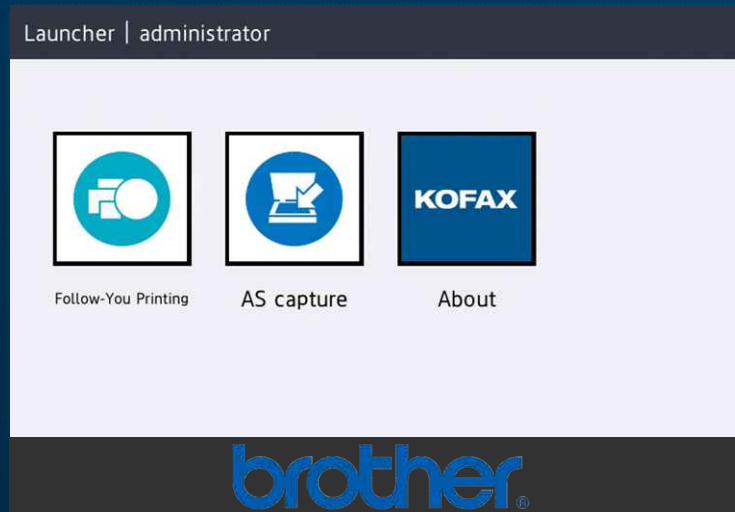 Launcher | administrator
KOFAX
Follow-You Printing
AS capture
About
brother®